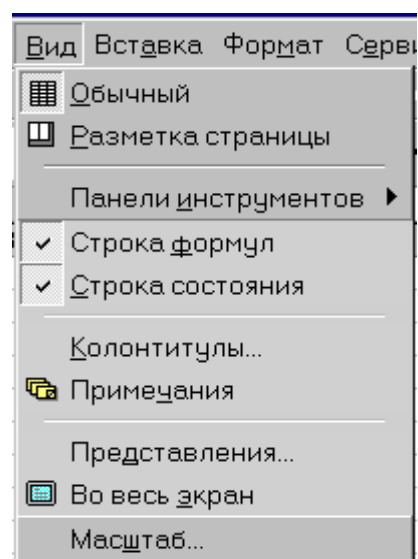 Вид Вставка Формат Серви
Обычный
Разметка страницы
Панели инструментов
Строка формул
Строка состояния
Колонтитулы...
Примечания
Представления...
Во весь экран
Масштаб...